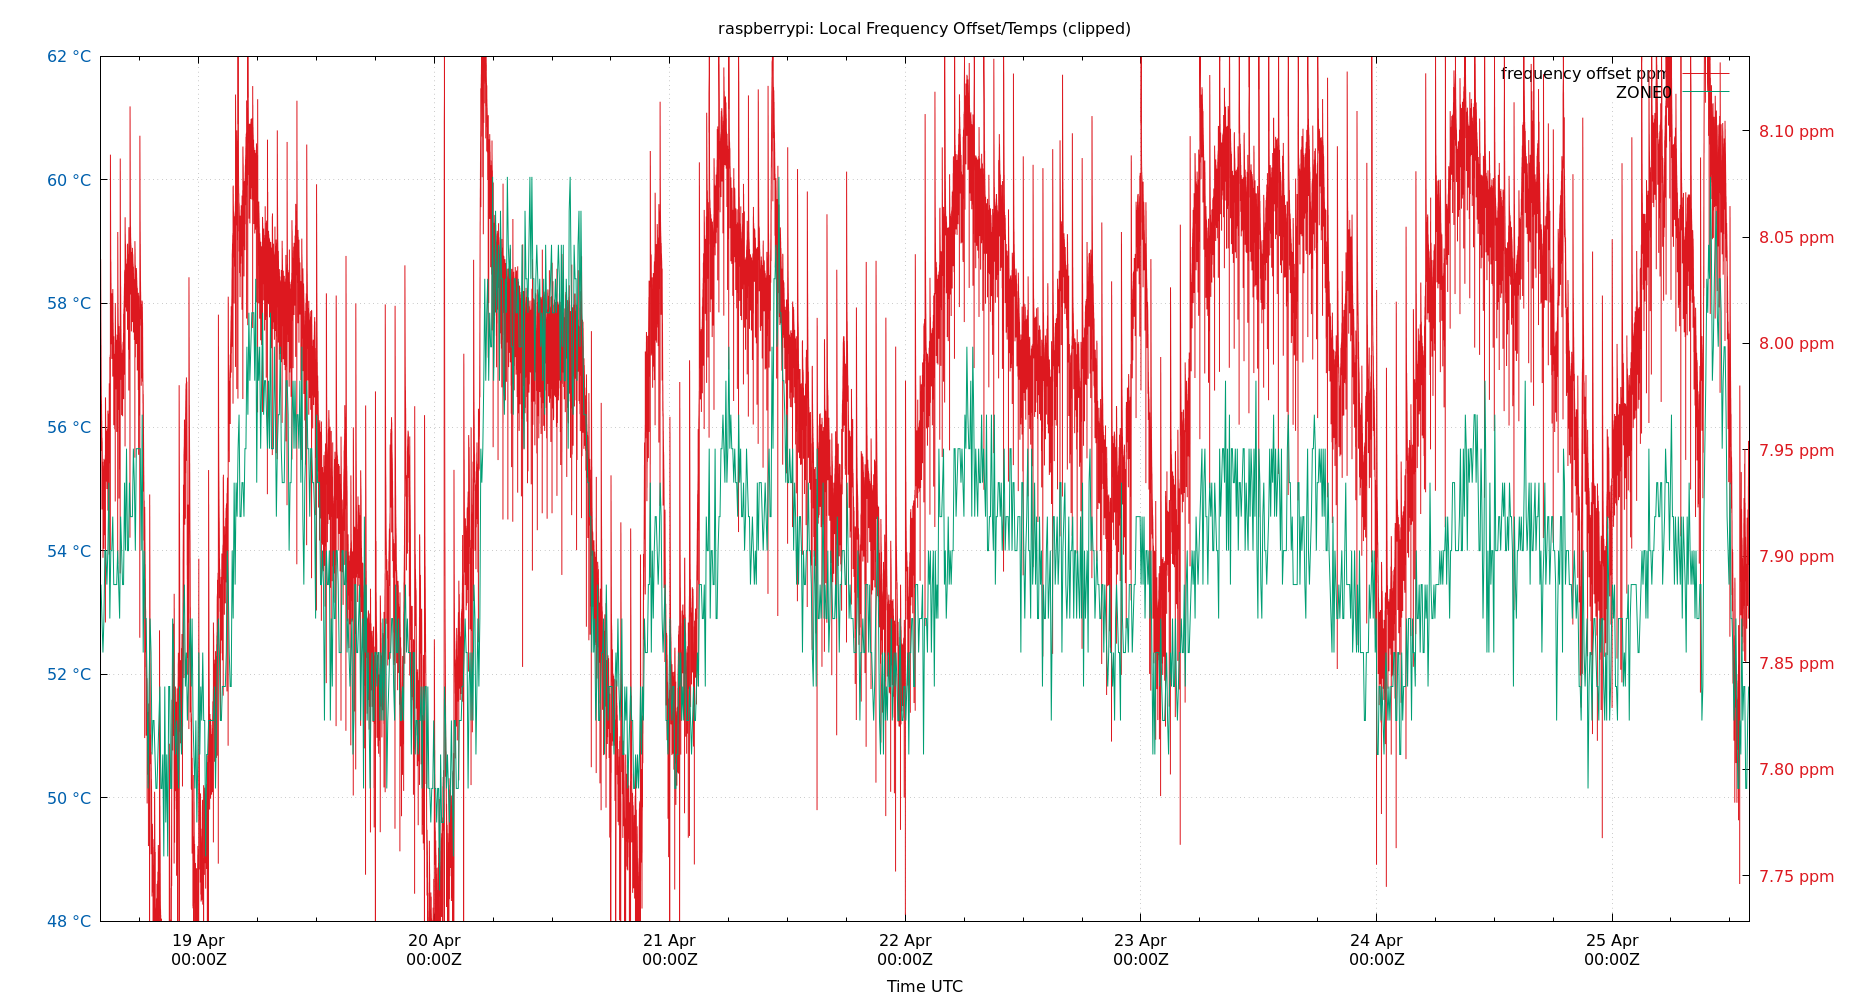 raspberrypi: Local Frequency Offset/Temps (clipped)
62 °C
frequency offset ppm
ZONE0
8.10 ppm
60 °C
8.05 ppm
58 °C
8.00 ppm
56 °C
7.95 ppm
54 °C
7.90 ppm
52 °C
7.85 ppm
50 °C
7.80 ppm
7.75 ppm
48 °C
19 Apr 20 Apr 21 Apr 22 Apr 23 Apr 24 Apr 25 Apr
00:00Z 00:00Z 00:00Z 00:00Z 00:00Z 00:00Z 00:00Z
Time UTC